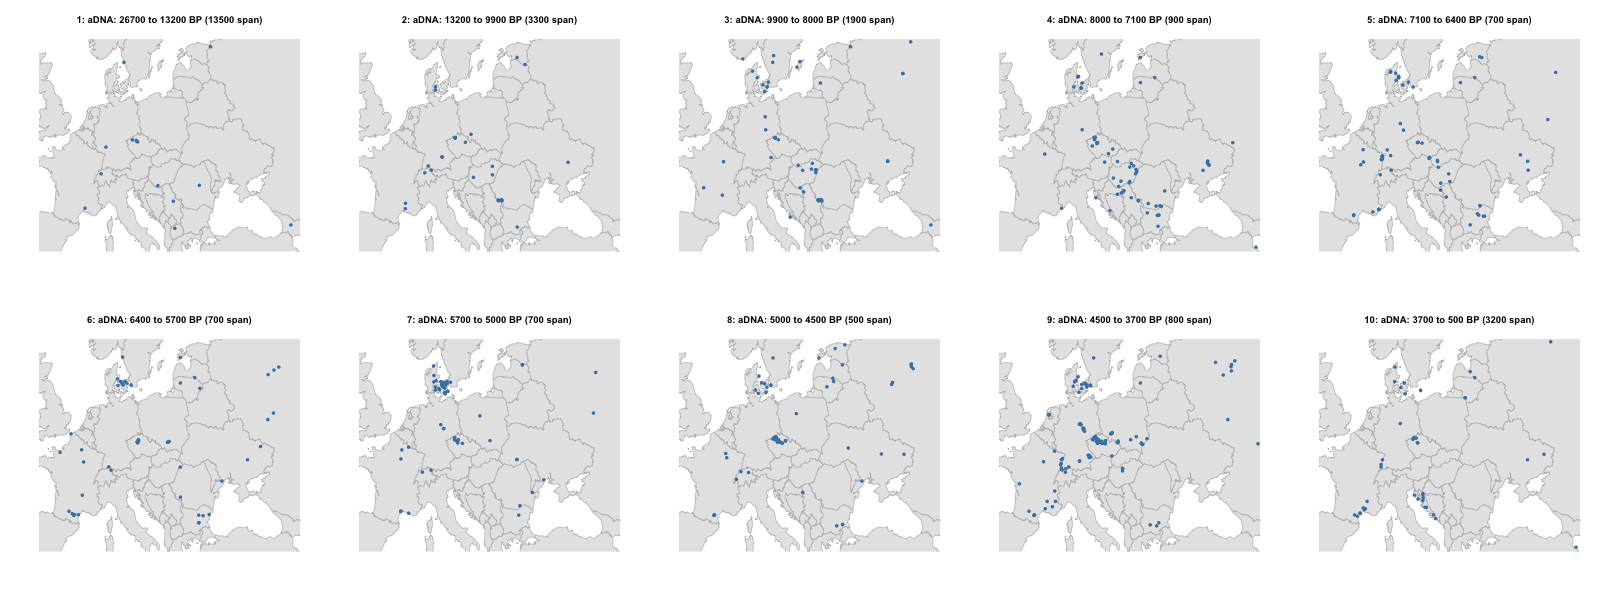 1: aDNA: 26700 to 13200 BP (13500 span)
2: aDNA: 13200 to 9900 BP (3300 span)
3: aDNA: 9900 to 8000 BP (1900 span)
4: aDNA: 8000 to 7100 BP (900 span)
5: aDNA: 7100 to 6400 BP (700 span)
6: aDNA: 6400 to 5700 BP (700 span)
7: aDNA: 5700 to 5000 BP (700 span)
8: aDNA: 5000 to 4500 BP (500 span)
9: aDNA: 4500 to 3700 BP (800 span)
10: aDNA: 3700 to 500 BP (3200 span)